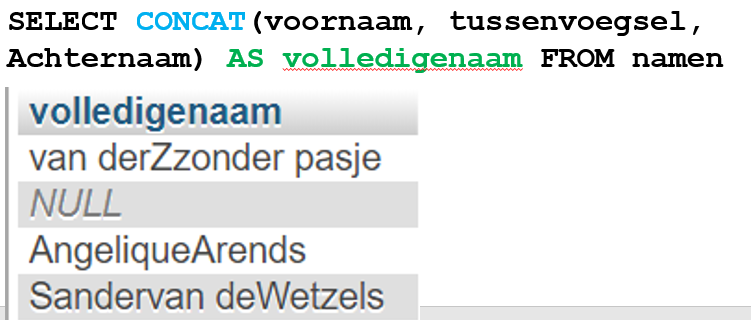 SELECT CONCAT(voornaam, tussenvoegsel,
Achternaam) AS volledigenaam FROM namen
volledigenaam
van derZzonder pasje
NULL
AngeliqueArends
Sandervan deWetzels